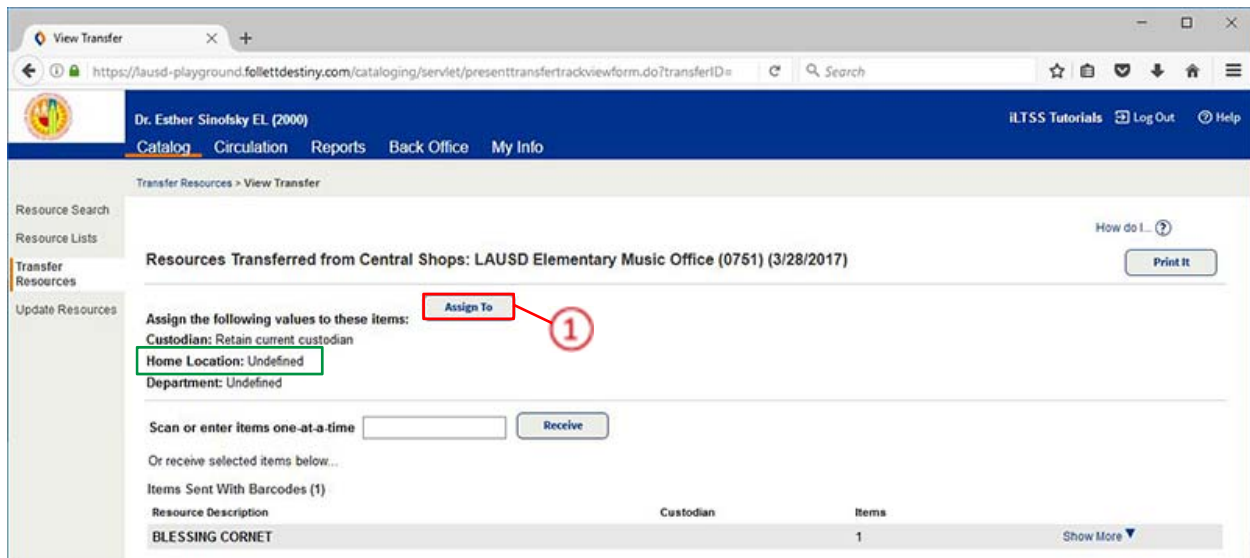 View Transfer
https://lausd-playground.follettdestiny.com/cataloging/servlet/presenttransfertrackviewform.do?transferID=
Search
Dr. Esther Sinofsky EL (2000)
iLTSS Tutorials Log Out ? Help
Catalog Circulation Reports Back Office My Info
Transfer Resources > View Transfer
Resource Search
Resource Lists
Transfer Resources
Update Resources
How do I... ?
Resources Transferred from Central Shops: LAUSD Elementary Music Office (0751) (3/28/2017)
Print It
Assign the following values to these items:
Assign To
1
Custodian: Retain current custodian
Home Location: Undefined
Department: Undefined
Scan or enter items one-at-a-time
Receive
Or receive selected items below...
Items Sent With Barcodes (1)
Resource Description Custodian Items
BLESSING CORNET 1 Show More